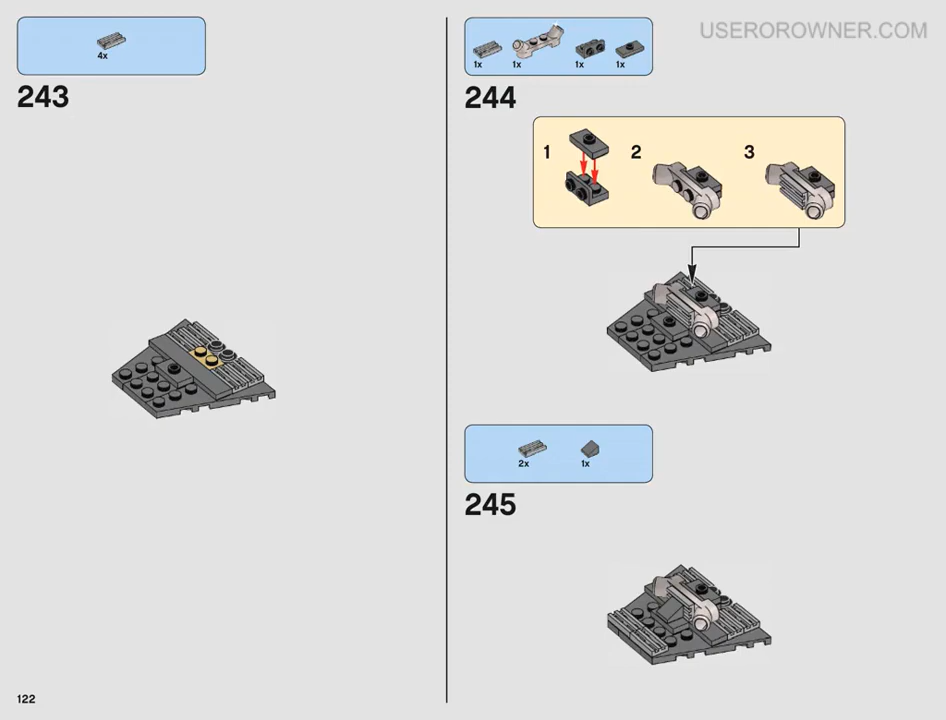 USEROROWNER.COM
4x
243
1x 1x 1x 1x
244
1 2 3
2x 1x
245
122